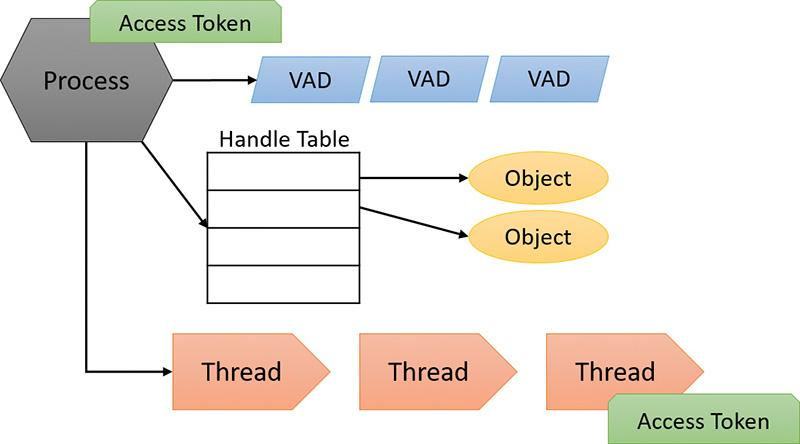 Access Token
Process
VAD
VAD
VAD
Handle Table
Object
Object
Thread
Thread
Thread
Access Token